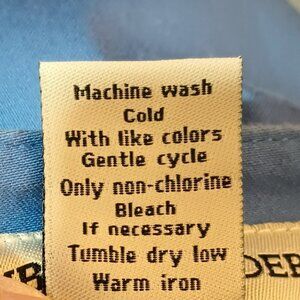 Machine wash
Cold
With like colors
Gentle cycle
Only non-chlorine
Bleach
If necessary
Tumble dry low
Warm iron